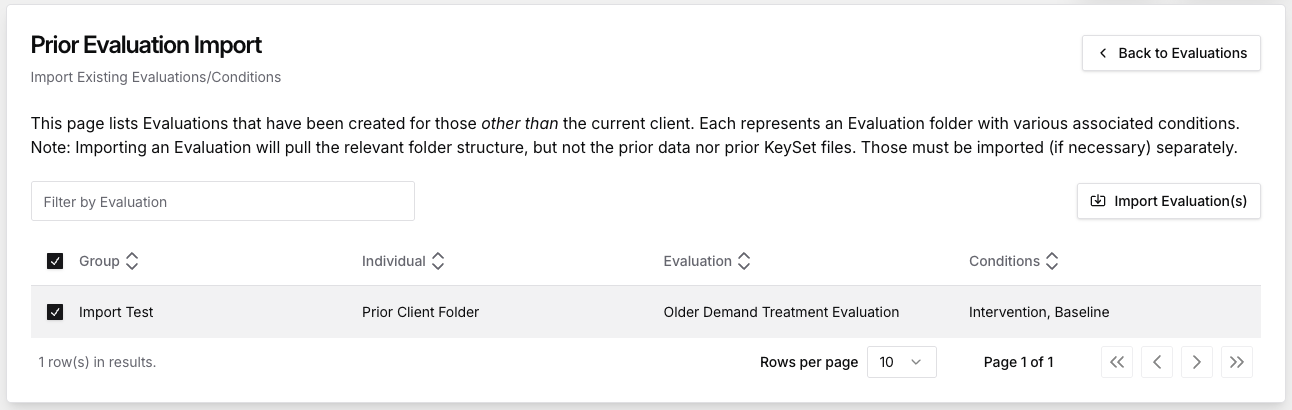 Prior Evaluation Import
Back to Evaluations
Import Existing Evaluations/Conditions
This page lists Evaluations that have been created for those other than the current client. Each represents an Evaluation folder with various associated conditions.
Note: Importing an Evaluation will pull the relevant folder structure, but not the prior data nor prior KeySet files. Those must be imported (if necessary) separately.
Filter by Evaluation
Import Evaluation(s)
Group Individual Evaluation Conditions
Import Test Prior Client Folder Older Demand Treatment Evaluation Intervention, Baseline
1 row(s) in results. Rows per page 10 Page 1 of 1